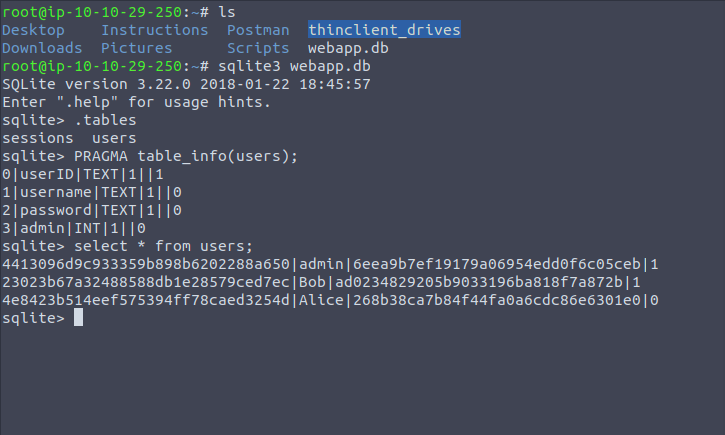 root@ip-10-10-29-250:~# ls
Desktop    Instructions  Postman  thinclient_drives
Downloads  Pictures      Scripts  webapp.db
root@ip-10-10-29-250:~# sqlite3 webapp.db
SQLite version 3.22.0 2018-01-22 18:45:57
Enter ".help" for usage hints.
sqlite> .tables
sessions  users
sqlite> PRAGMA table_info(users);
0|userID|TEXT|1||1
1|username|TEXT|1||0
2|password|TEXT|1||0
3|admin|INT|1||0
sqlite> select * from users;
4413096d9c933359b898b6202288a650|admin|6eea9b7ef19179a06954edd0f6c05ceb|1
23023b67a32488588db1e28579ced7ec|Bob|ad0234829205b9033196ba818f7a872b|1
4e8423b514eef575394ff78caed3254d|Alice|268b38ca7b84f44fa0a6cdc86e6301e0|0
sqlite>